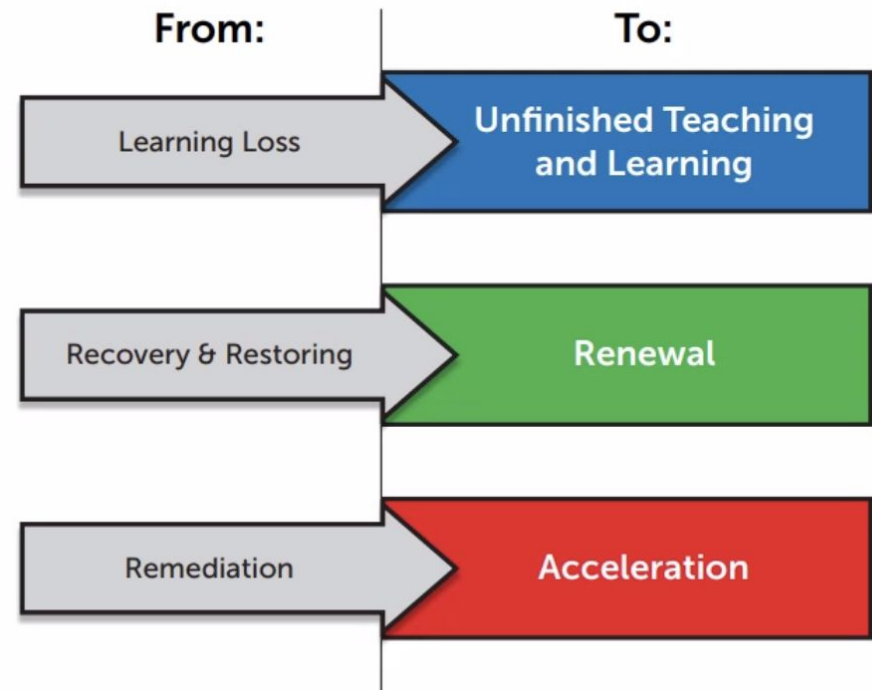 From:
To:
Learning Loss
Unfinished Teaching
and Learning
Recovery & Restoring
Renewal
Remediation
Acceleration